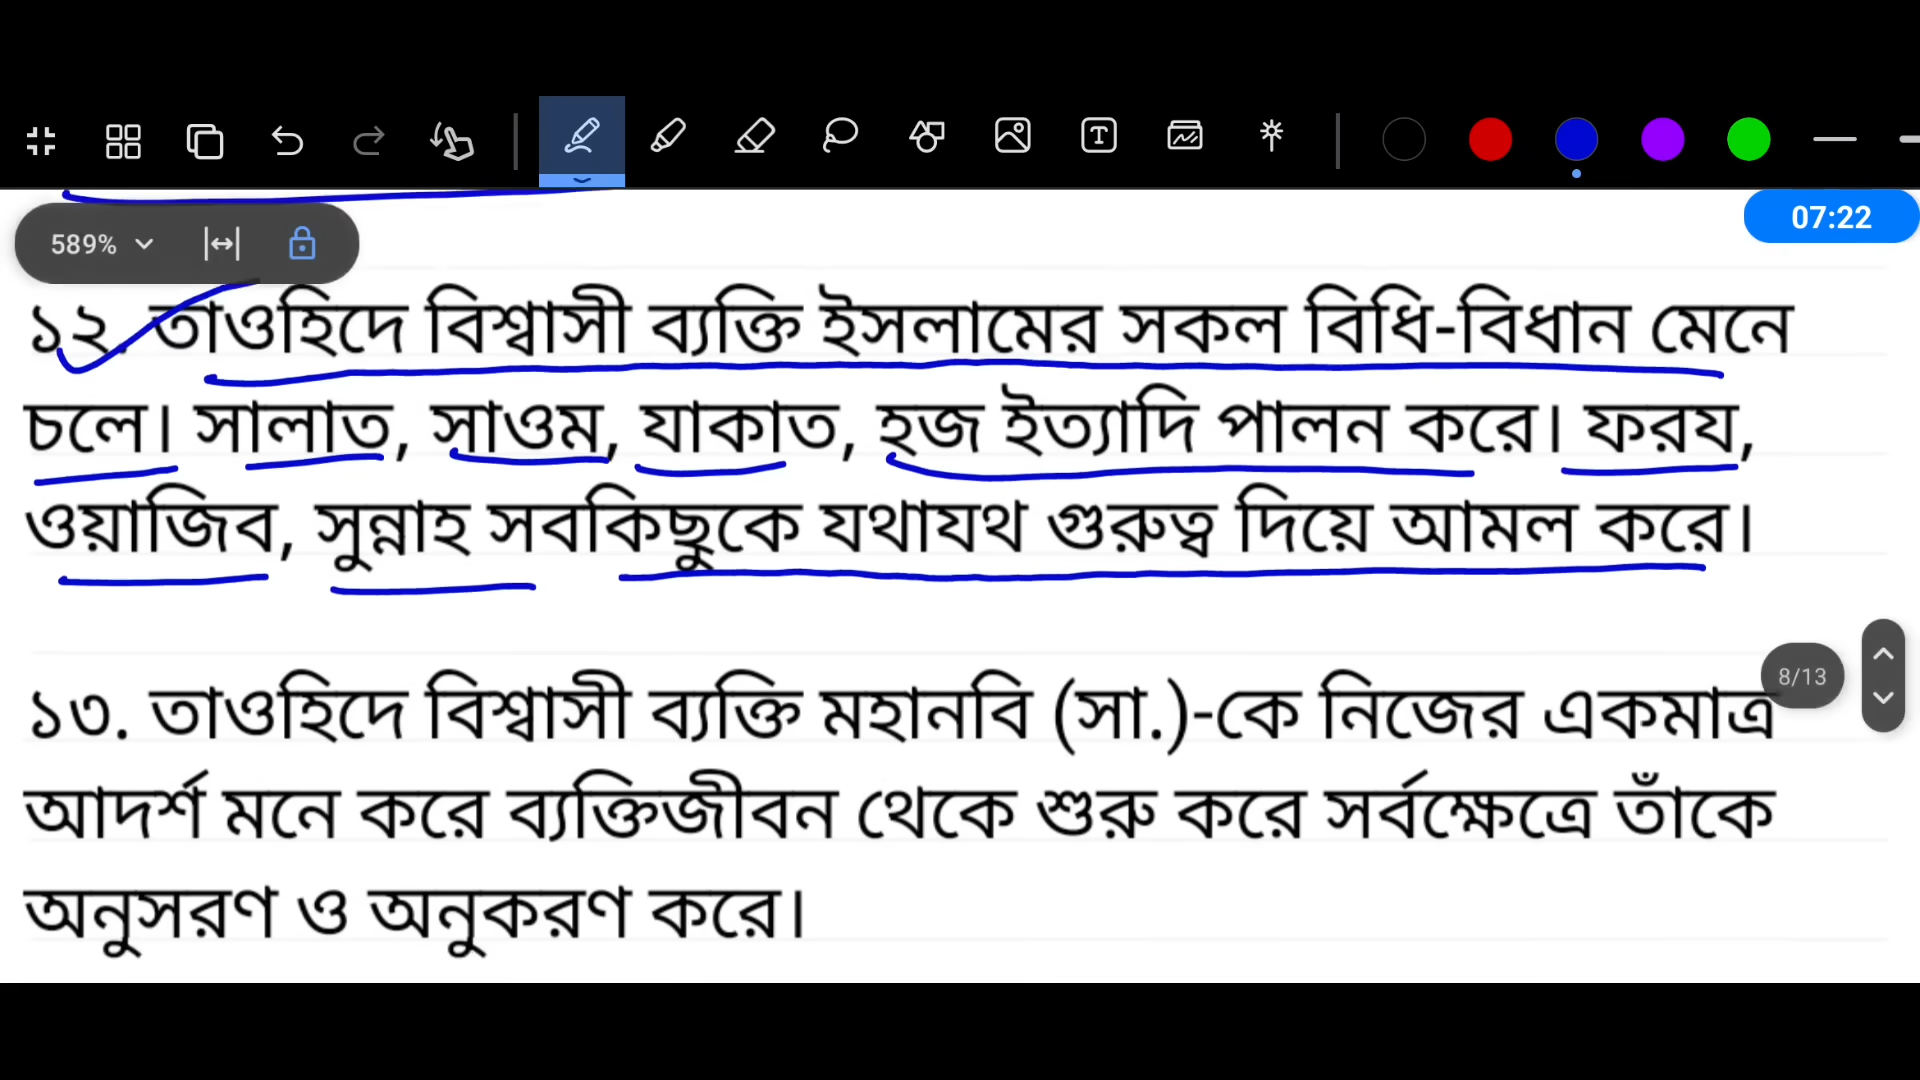 589%
07:22
১২. তাওহিদে বিশ্বাসী ব্যক্তি ইসলামের সকল বিধি-বিধান মেনে
চলে। সালাত, সাওম, যাকাত, হজ ইত্যাদি পালন করে। ফরয,
ওয়াজিব, সুন্নাহ সবকিছুকে যথাযথ গুরুত্ব দিয়ে আমল করে।
8/13
১৩. তাওহিদে বিশ্বাসী ব্যক্তি মহানবি (সা.)-কে নিজের একমাত্র
আদর্শ মনে করে ব্যক্তিজীবন থেকে শুরু করে সর্বক্ষেত্রে তাঁকে
অনুসরণ ও অনুকরণ করে।